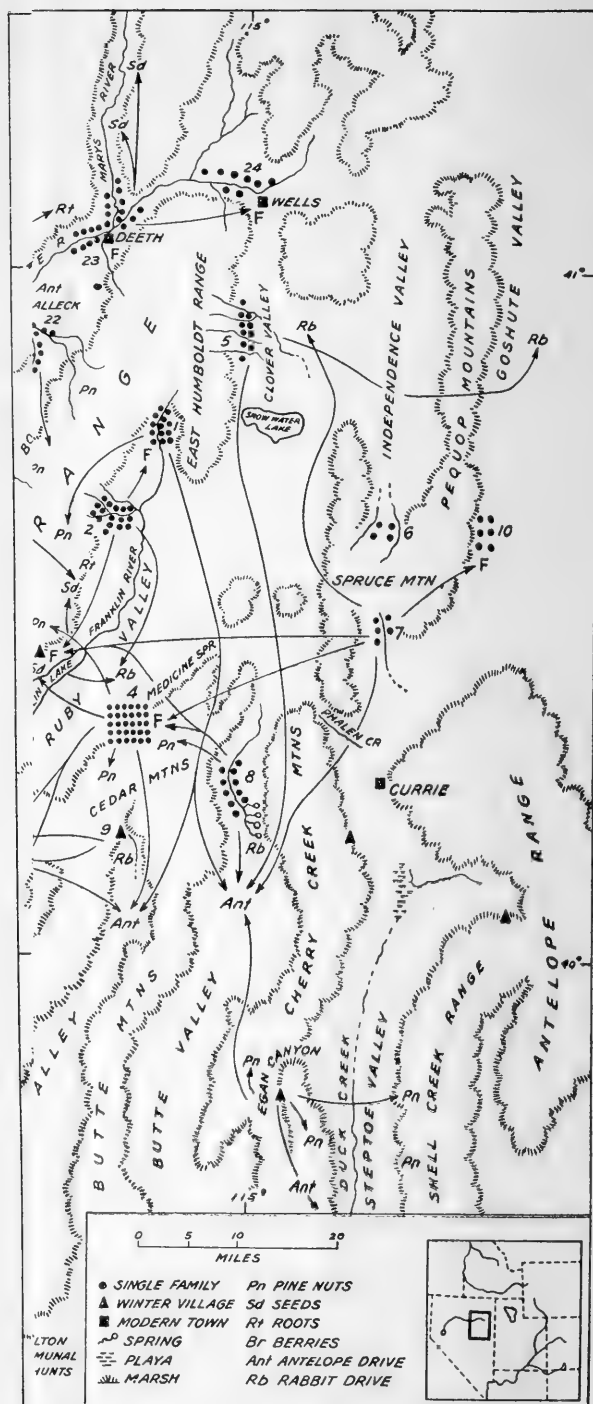 115°
MARYS RIVER
Sd
Sd
24
Rt
WELLS
F
E R
DEETH
F
23
41°
Ant
ALLECK
22
EAST HUMBOLDT RANGE
CLOVER VALLEY
5
Rb
INDEPENDENCE VALLEY
PEQUOP MOUNTAINS
GOSHUTE VALLEY
Rb
Pn
SNOW WATER LAKE
RANGE
1
F
2
Pn
Rt
6
10
F
SPRUCE MTN
Sd
FRANKLIN RIVER
RUBY VALLEY
7
F
LAKE
Rb
MEDICINE SPR
4
F
Pn
PHALEN CR
Pn
CEDAR MTNS
8
MTNS
CURRIE
9
Rb
Rb
Ant
Ant
CHERRY CREEK
ANTELOPE RANGE
40°
ALLEY
BUTTE MTNS
BUTTE VALLEY
Pn
EGAN CANYON
DUCK CREEK
STEPTOE VALLEY
SHELL CREEK RANGE
Pn
Pn
Pn
Ant
115°
0 5 10 20
MILES
SINGLE FAMILY Pn PINE NUTS
WINTER VILLAGE Sd SEEDS
MODERN TOWN Rt ROOTS
SPRING Br BERRIES
PLAYA Ant ANTELOPE DRIVE
MARSH Rb RABBIT DRIVE
LTON
MUNAL
HUNTS